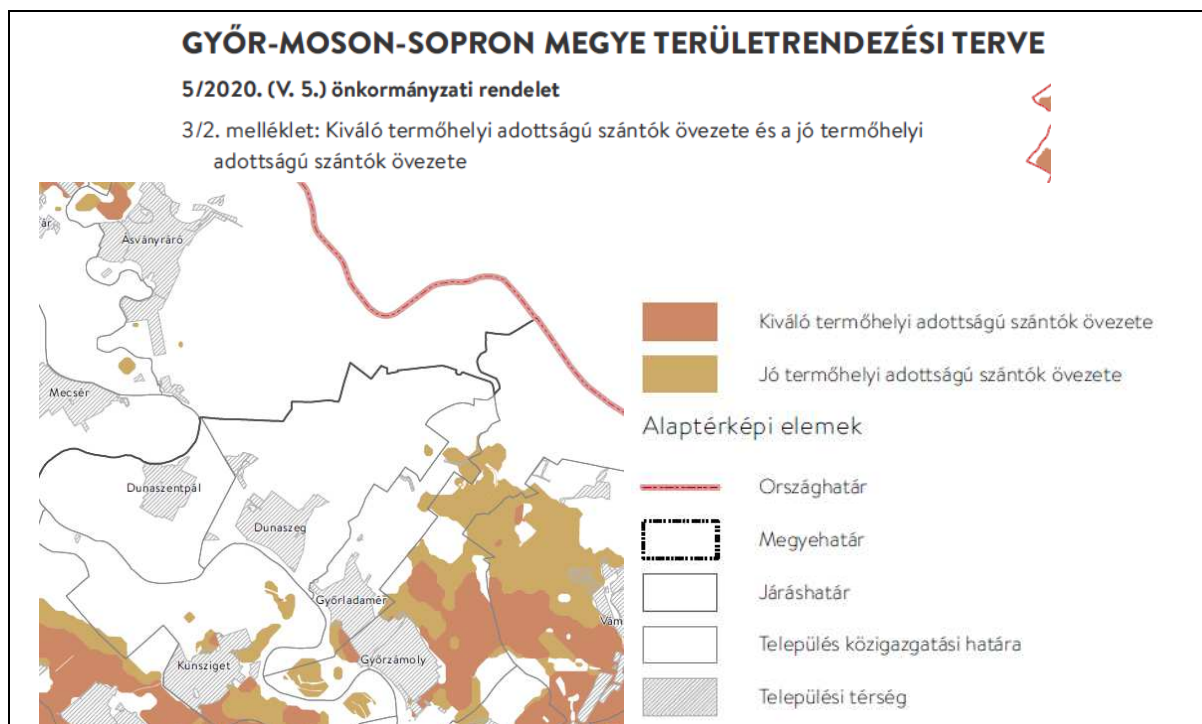 GYŐR-MOSON-SOPRON MEGYE TERÜLETRENDEZÉSI TERVE
5/2020. (V. 5.) önkormányzati rendelet
3/2. melléklet: Kiváló termőhelyi adottságú szántók övezete és a jó termőhelyi
adottságú szántók övezete
ár
Ásványráró
Mecsér
Dunaszentpál
Dunaszeg
Győrladamér
Vám
Kunsziget
Győrzámoly
Kiváló termőhelyi adottságú szántók övezete
Jó termőhelyi adottságú szántók övezete
Alaptérképi elemek
Országhatár
Megyehatár
Járáshatár
Település közigazgatási határa
Települési térség